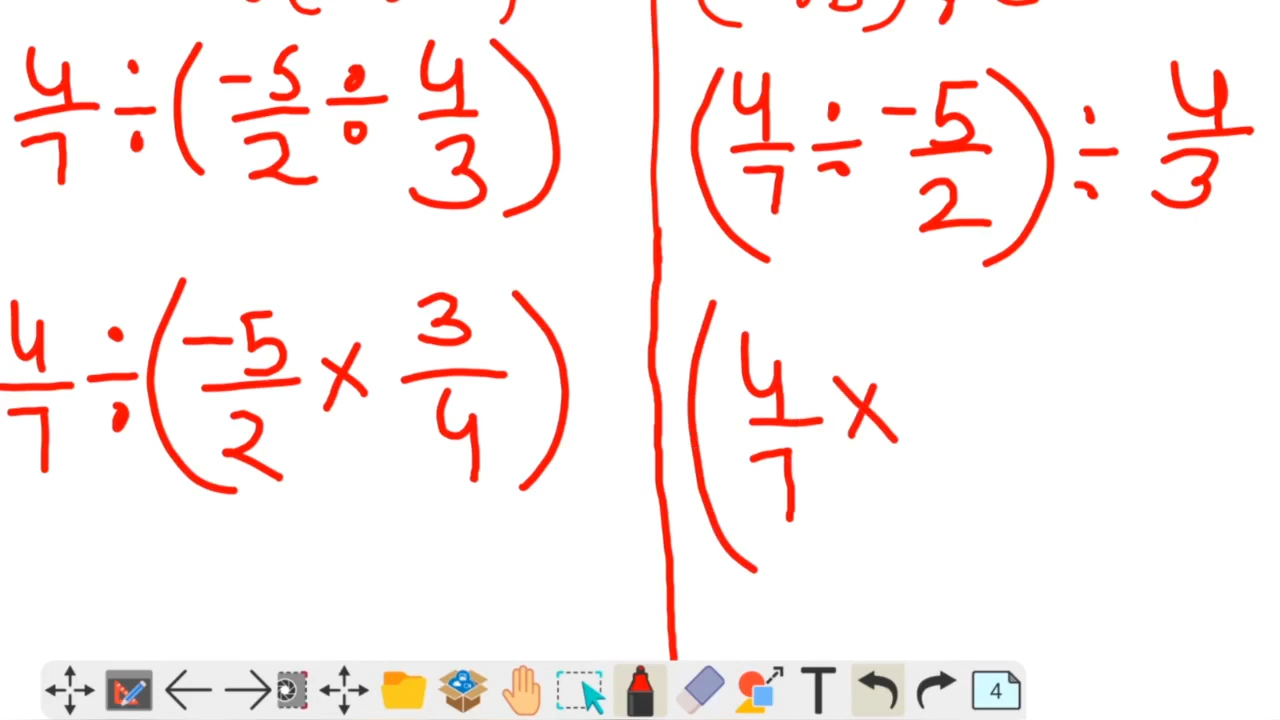 4/7 ÷ (-5/2 ÷ 4/3)
4/7 ÷ (-5/2 × 3/4)
(4/7 ÷ -5/2) ÷ 4/3
(4/7 ×
T
4